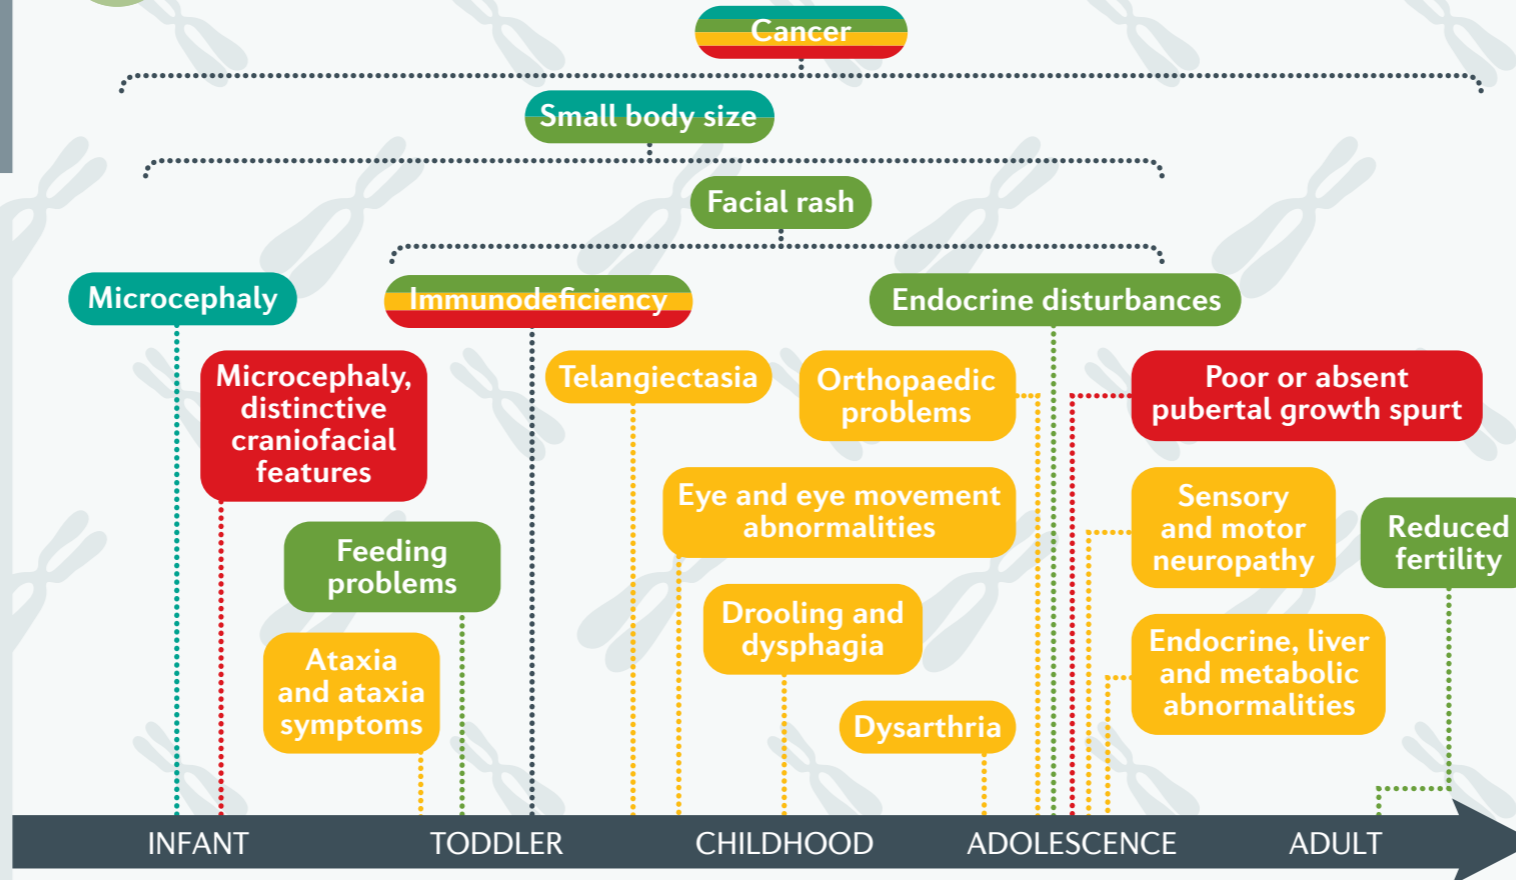 Cancer
Small body size
Facial rash
Microcephaly
Immunodeficiency
Endocrine disturbances
Microcephaly,
distinctive
craniofacial
features
Telangiectasia
Orthopaedic
problems
Poor or absent
pubertal growth spurt
Eye and eye movement
abnormalities
Sensory
and motor
neuropathy
Reduced
fertility
Feeding
problems
Drooling and
dysphagia
Ataxia
and ataxia
symptoms
Endocrine, liver
and metabolic
abnormalities
Dysarthria
INFANT
TODDLER
CHILDHOOD
ADOLESCENCE
ADULT